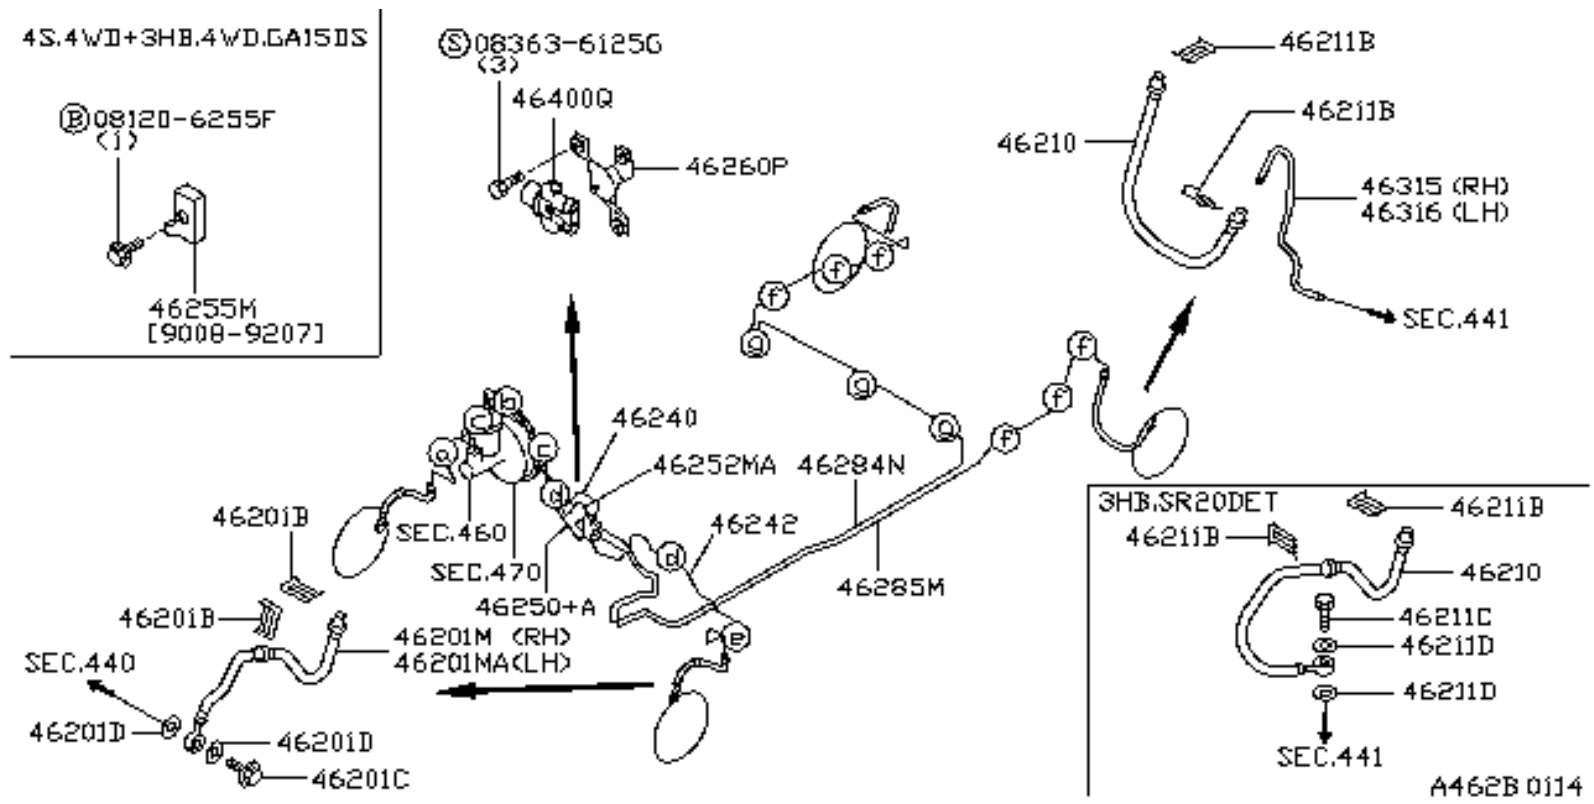 4S.4WD+3HB.4WD.GA15DS
B 08120-6255F
(1)
46255M
[9008-9207]
S 08363-6125G
(3)
46400Q
46260P
46211B
46211B
46210
46315 (RH)
46316 (LH)
SEC.441
f
f
f
g
g
g
f
f
f
a
d
b
c
d
SEC.460
SEC.470
46240
46252MA
46284N
46242
d
46250+A
46285M
e
46201B
46201B
46201M (RH)
46201MA(LH)
SEC.440
46201D
46201D
46201C
3HB.SR20DET
46211B
46211B
46210
46211C
46211D
46211D
SEC.441
A462B 0114